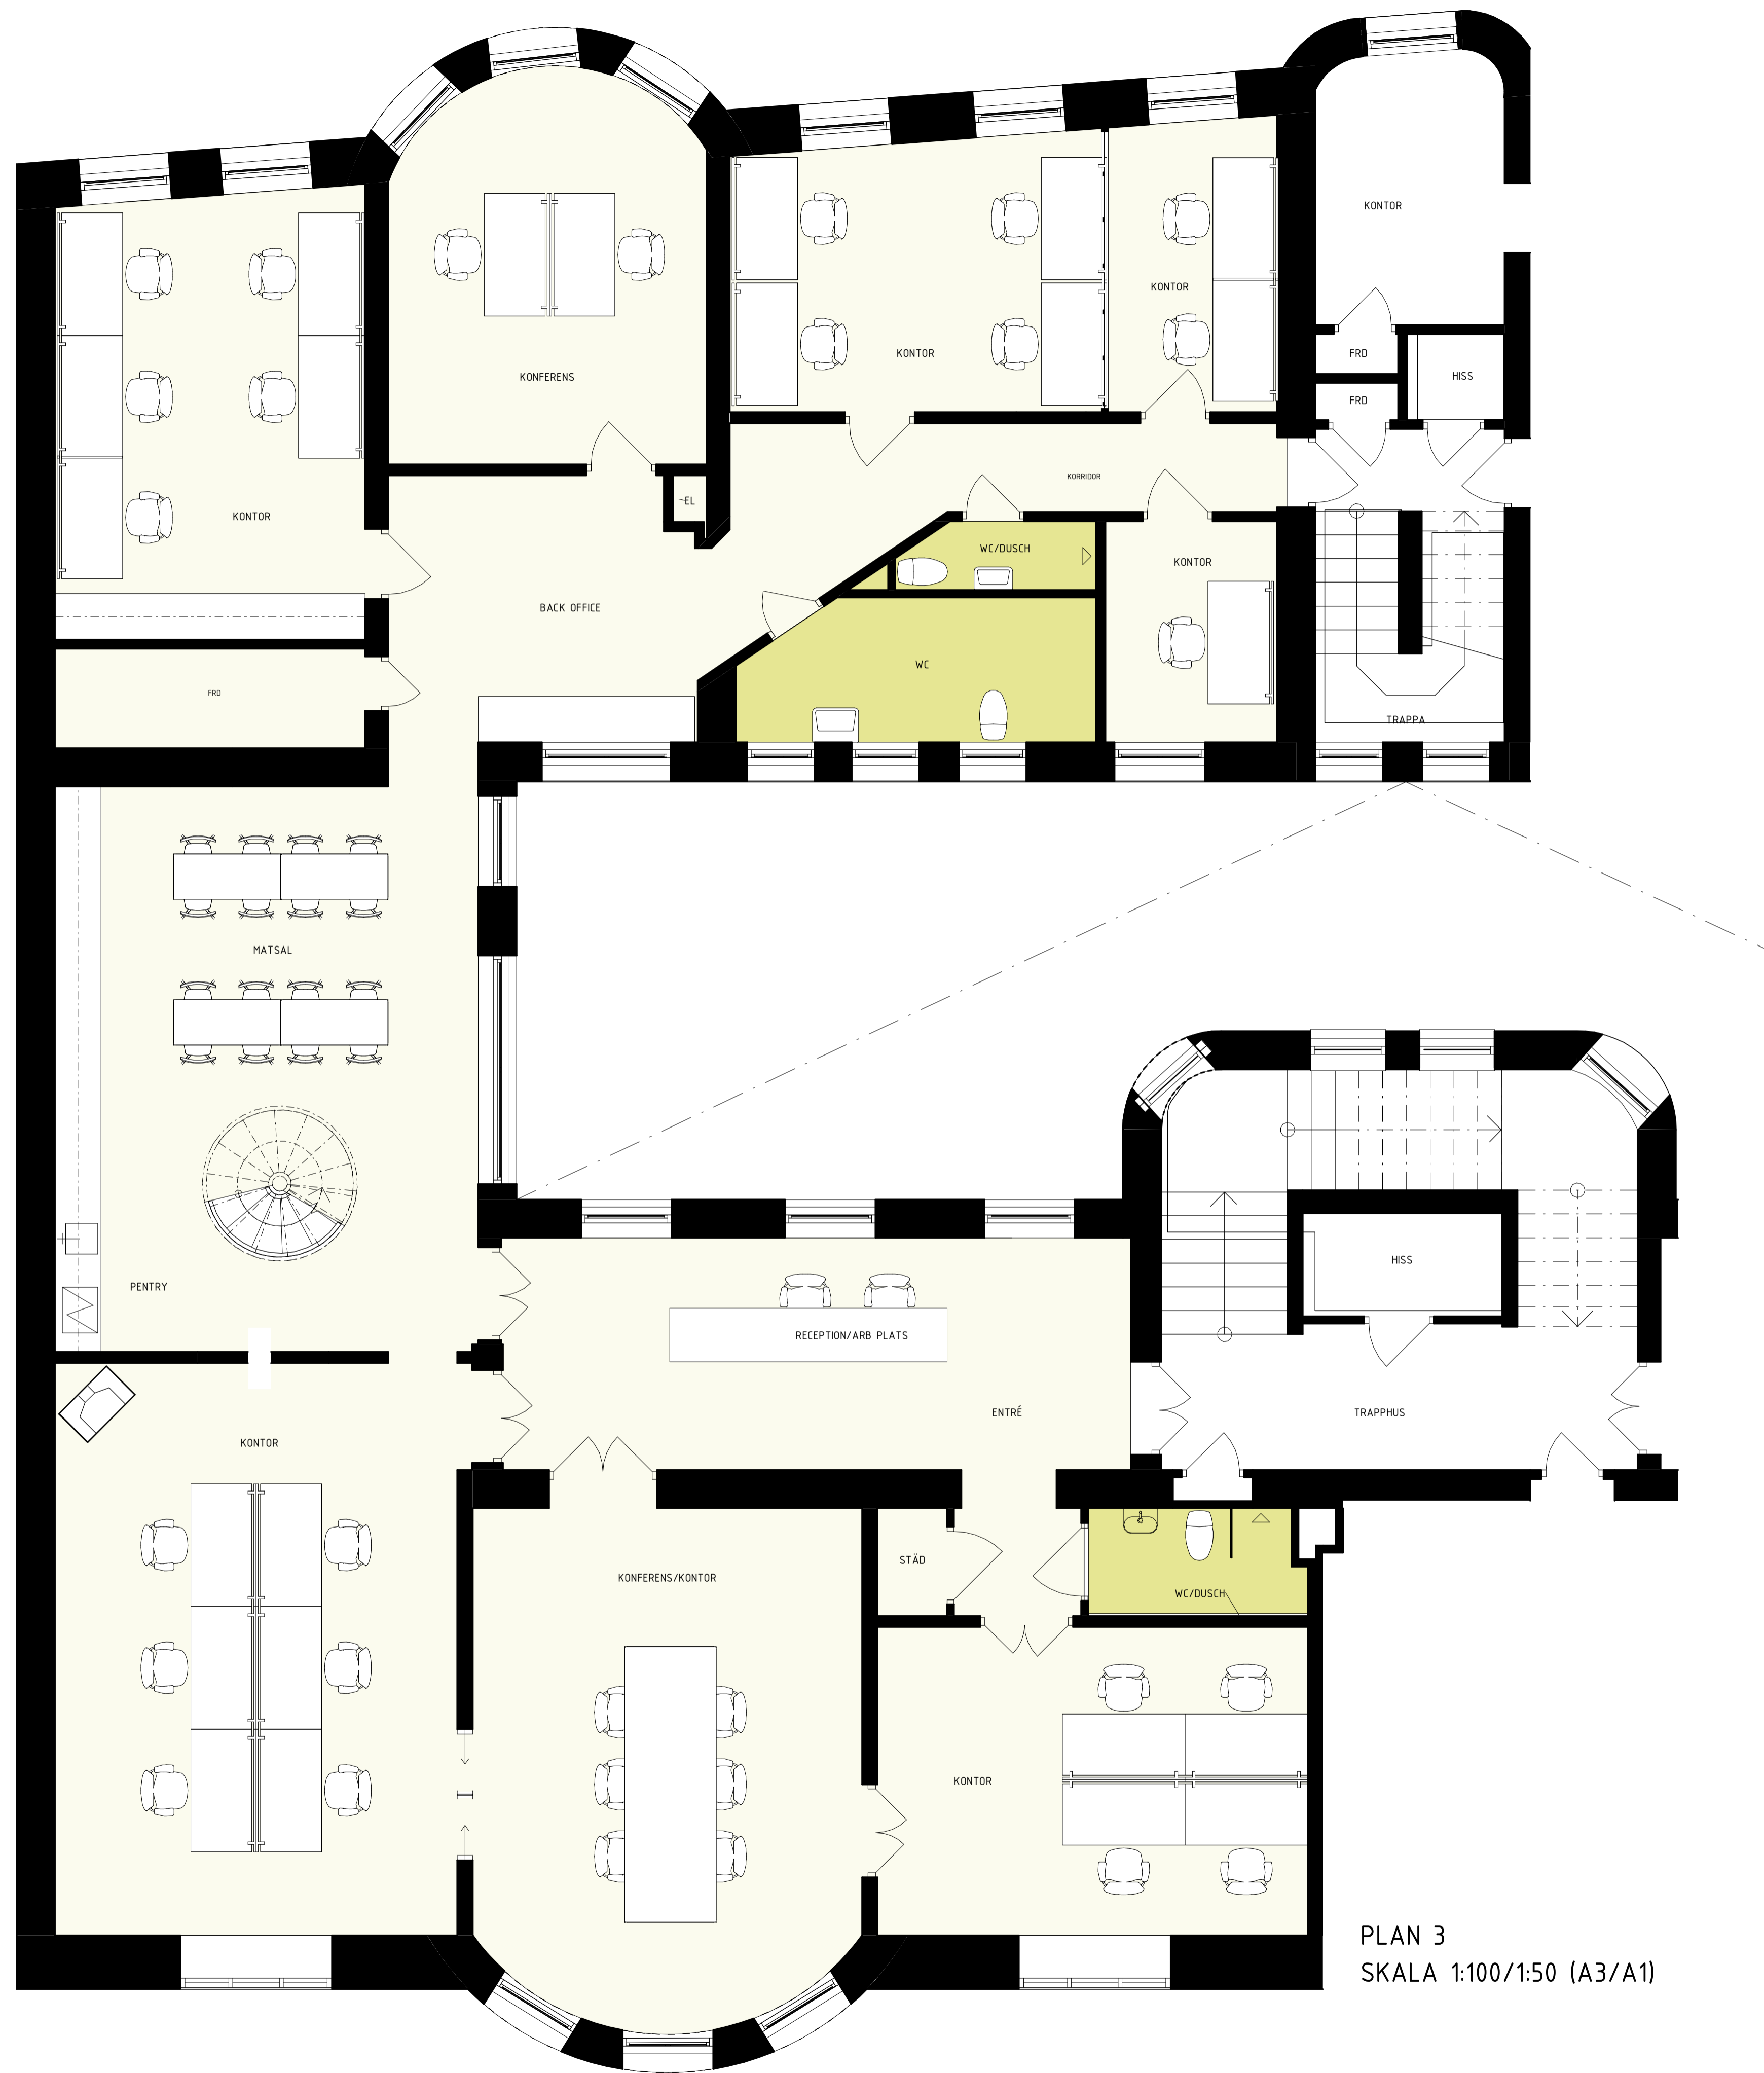 KONTOR
KONTOR
KONTOR
FRD
HISS
KONFERENS
FRD
KORRIDOR
EL
KONTOR
WC/DUSCH
KONTOR
BACK OFFICE
WC
FRD
TRAPPA
MATSAL
HISS
PENTRY
RECEPTION/ARB PLATS
ENTRÉ
TRAPPHUS
KONTOR
STÄD
KONFERENS/KONTOR
WC/DUSCH
KONTOR
PLAN 3
SKALA 1:100/1:50 (A3/A1)